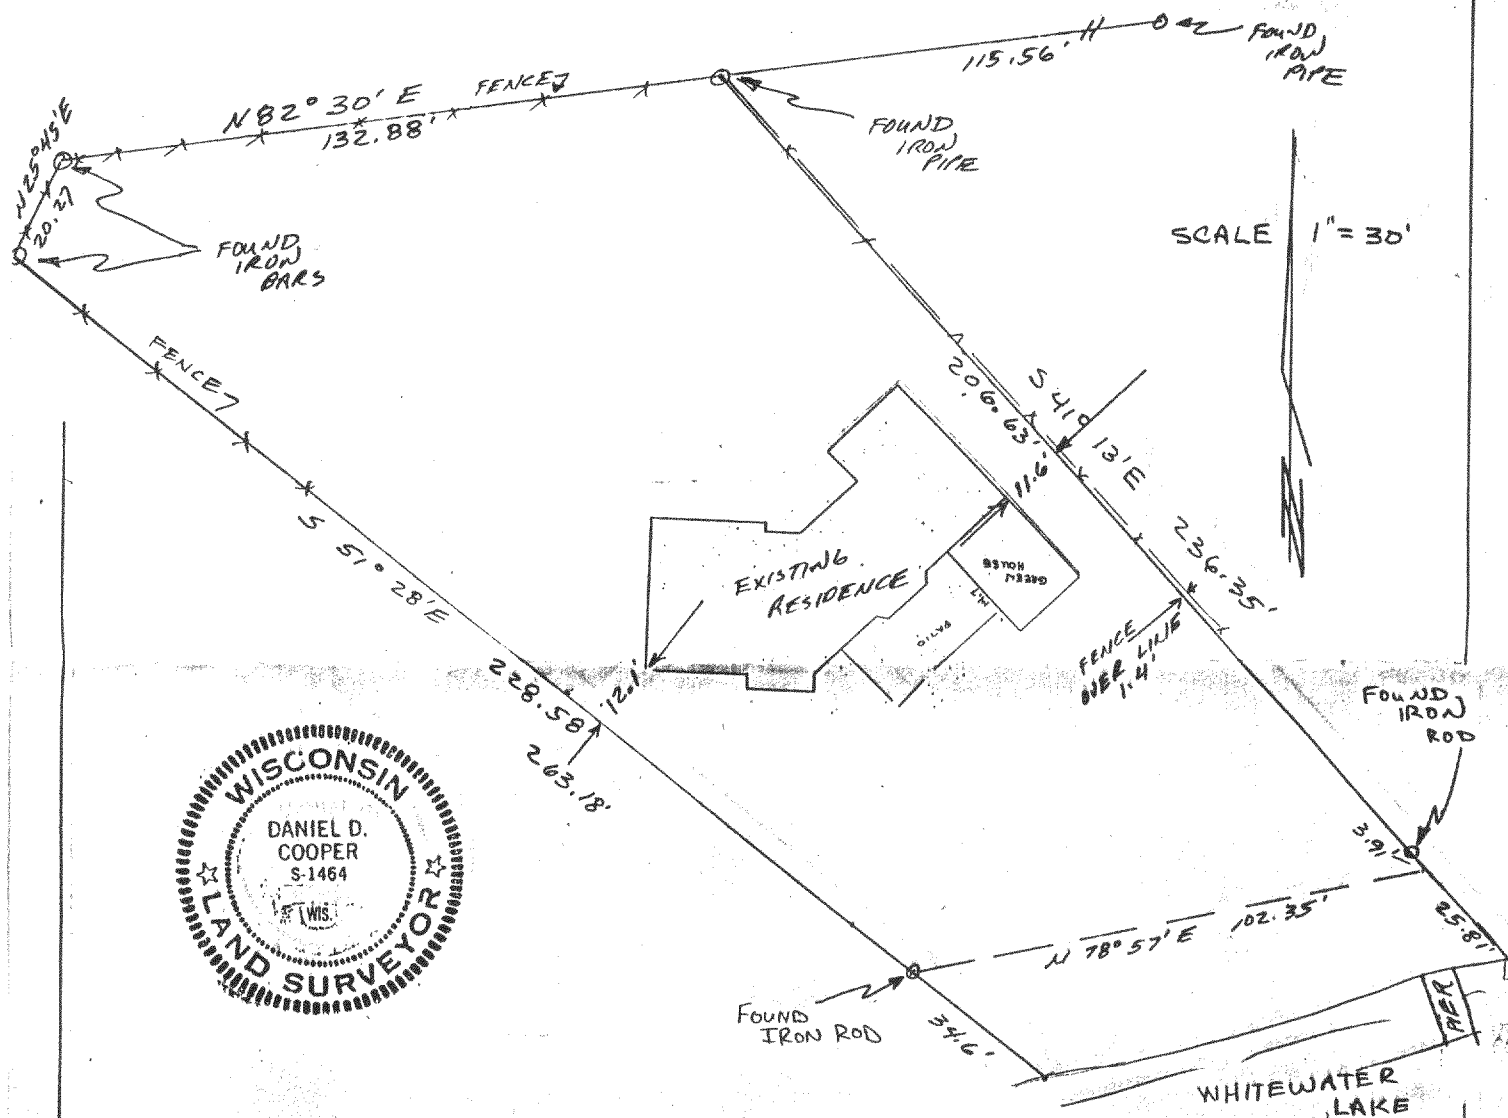 115.56'
FOUND
IRON
PIPE
N 82° 30' E
132.88'
FENCE
FOUND
IRON
PIPE
N 25° 45' E
20.27
FOUND
IRON
BARS
SCALE 1" = 30'
FENCE
206.63'
S 41° 13' E
11.6'
236.35'
S 51° 28' E
EXISTING
RESIDENCE
GREEN
HOUSE
PATIO
FENCE
OVER LINE
1.4'
228.58
12.1'
263.18'
FOUND
IRON
ROD
WISCONSIN
DANIEL D.
COOPER
S-1464
WIS.
LAND SURVEYOR
3.91'
N 78° 57' E 102.35'
25.81'
FOUND
IRON ROD
34.6'
PIER
WHITEWATER
LAKE
N